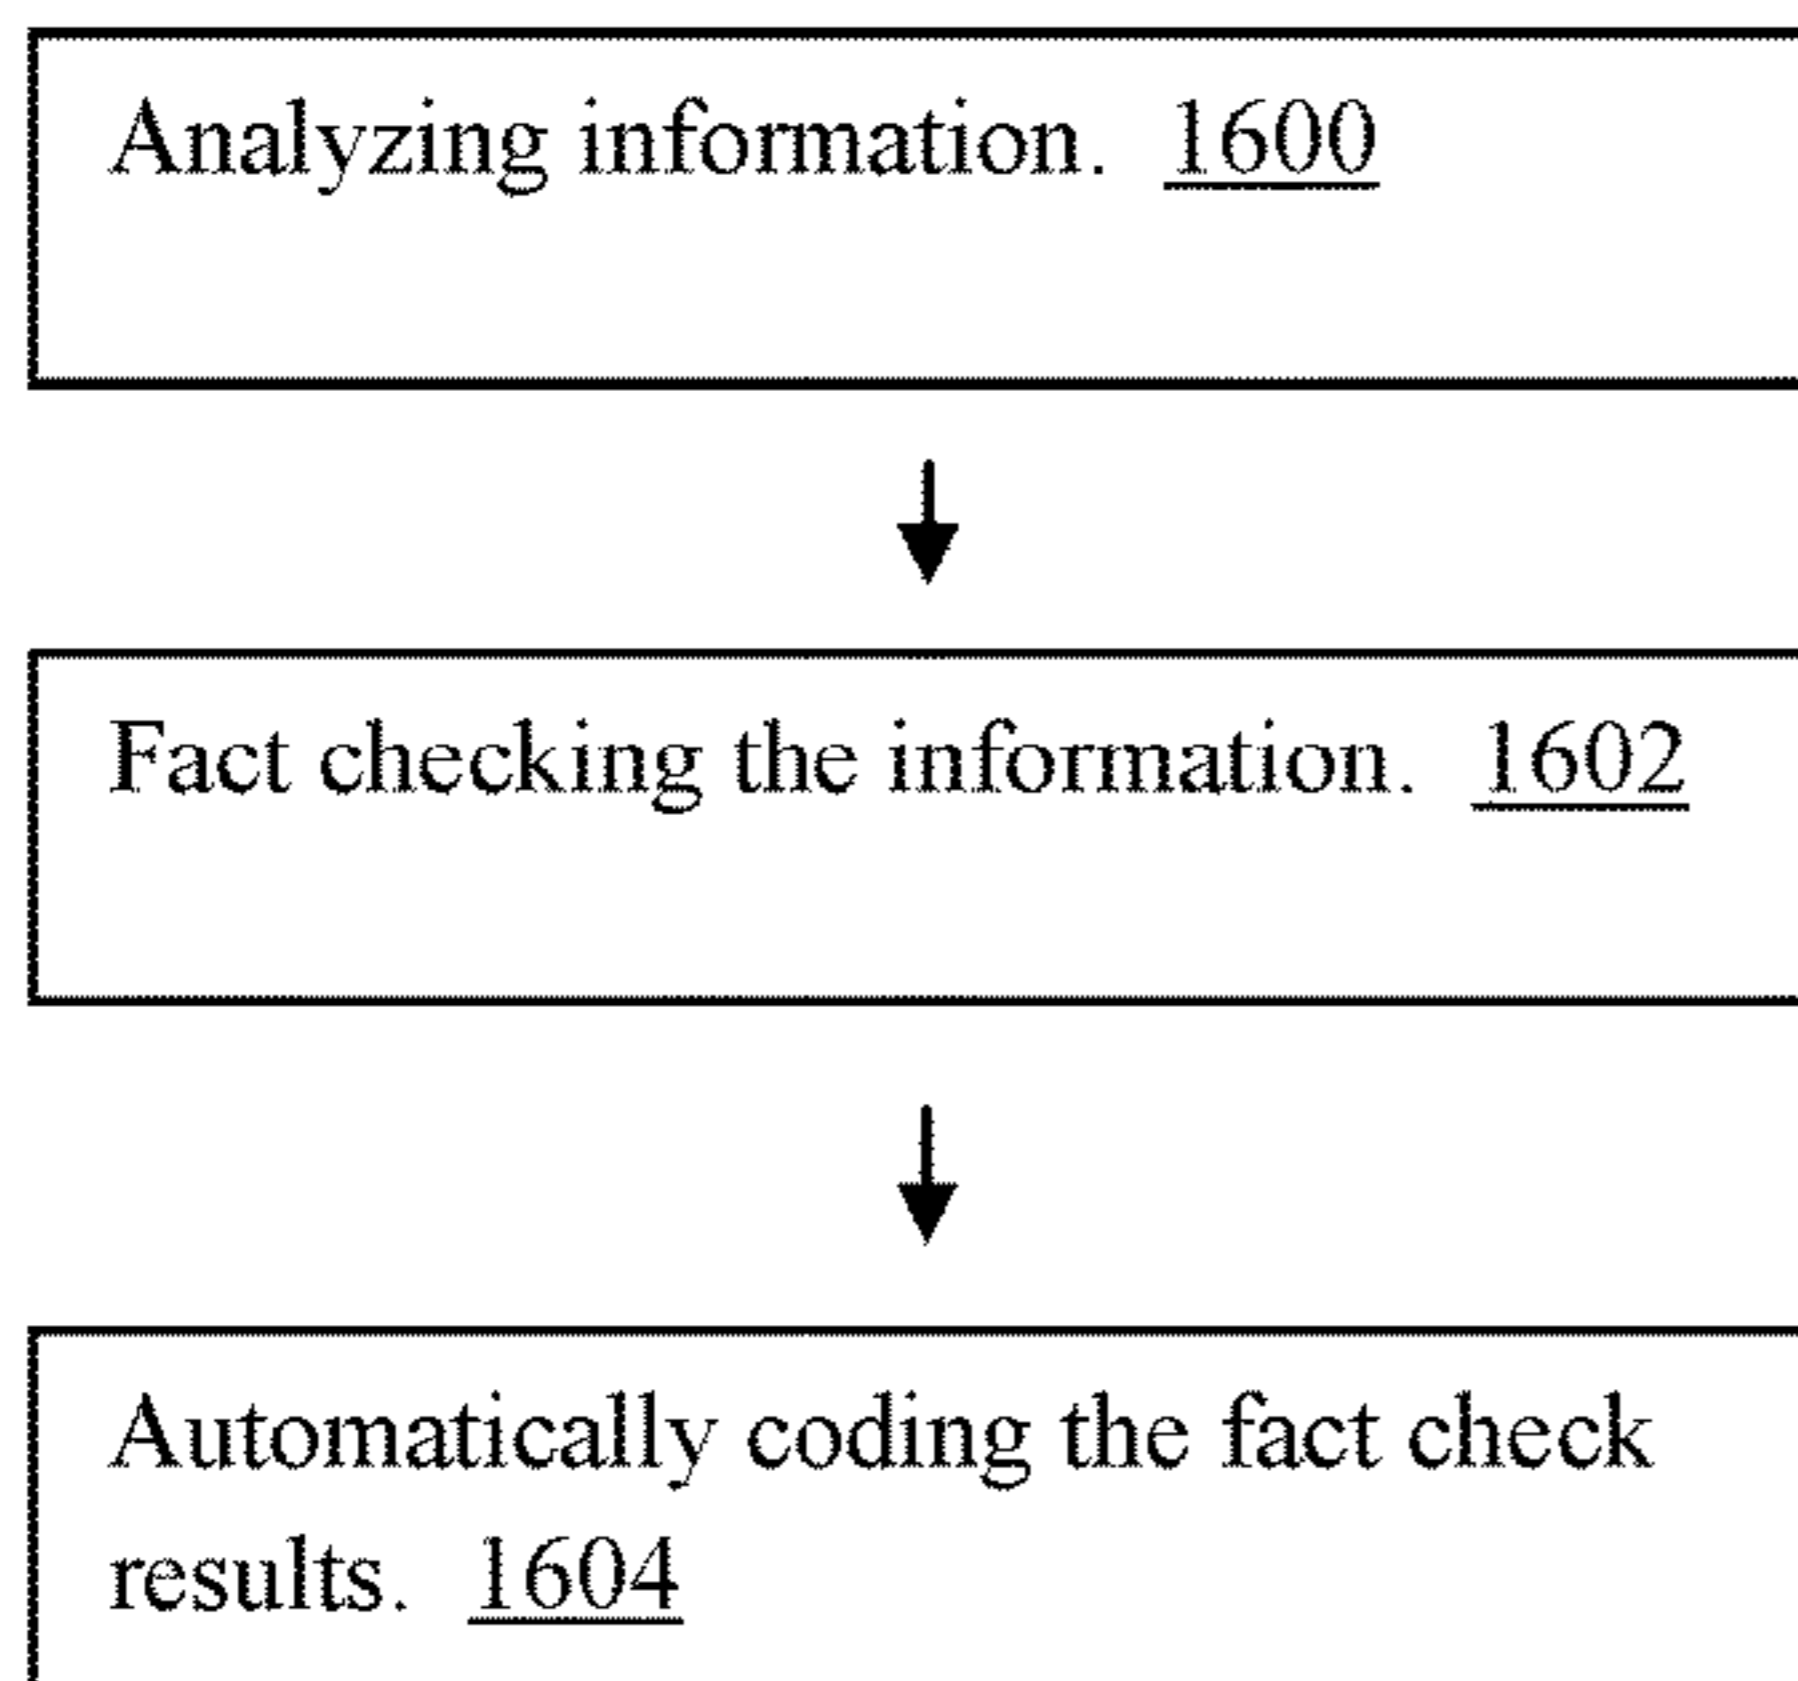 Analyzing information. 1600
Fact checking the information. 1602
Automatically coding the fact check
results. 1604